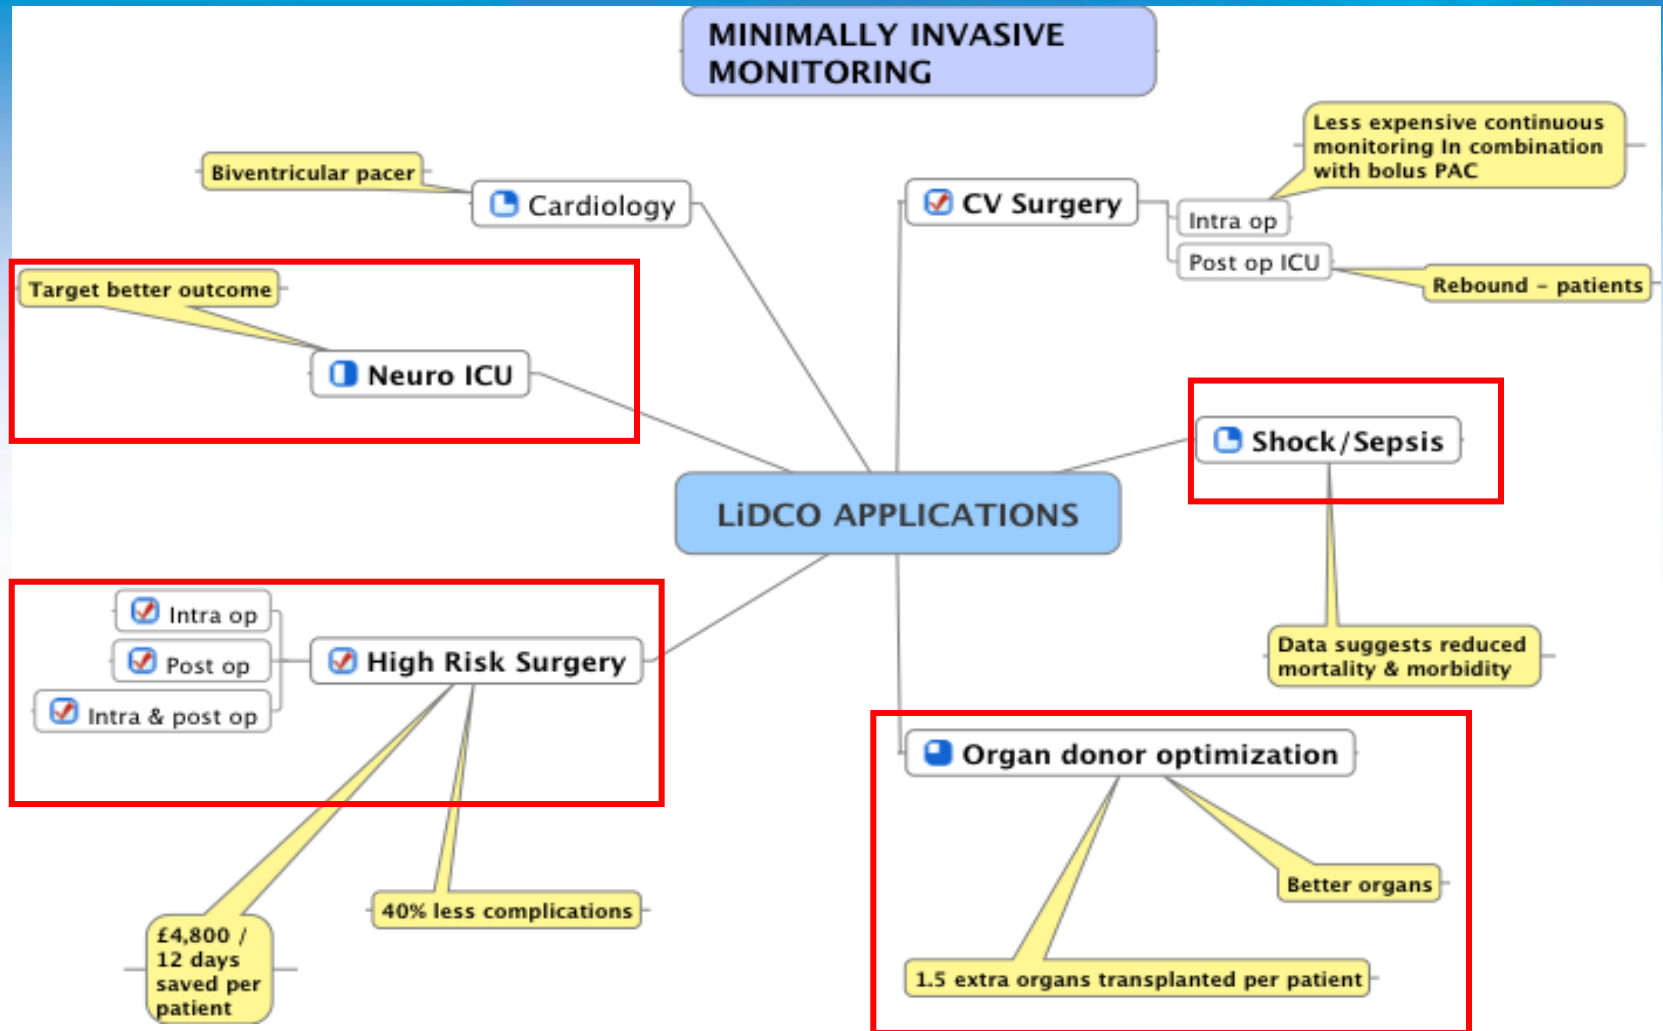 MINIMALLY INVASIVE
MONITORING
Less expensive continuous
monitoring In combination
with bolus PAC
Biventricular pacer
Cardiology
CV Surgery
Intra op
Post op ICU
Rebound - patients
Target better outcome
Neuro ICU
Shock/Sepsis
LiDCO APPLICATIONS
Data suggests reduced
mortality & morbidity
Intra op
Post op
Intra & post op
High Risk Surgery
Organ donor optimization
Better organs
1.5 extra organs transplanted per patient
40% less complications
£4,800 /
12 days
saved per
patient